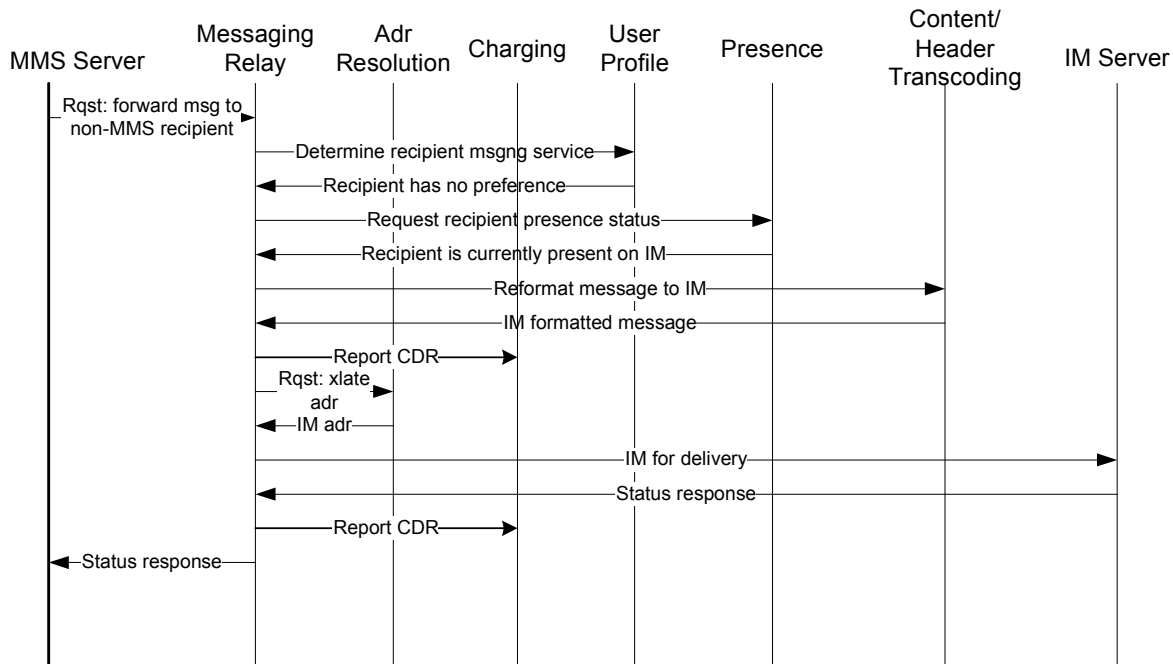 MMS Server
Messaging
Relay
Adr
Resolution
Charging
User
Profile
Presence
Content/
Header
Transcoding
IM Server
Rqst: forward msg to
non-MMS recipient
Determine recipient msgng service
Recipient has no preference
Request recipient presence status
Recipient is currently present on IM
Reformat message to IM
IM formatted message
Report CDR
Rqst: xlate
adr
IM adr
IM for delivery
Status response
Report CDR
Status response